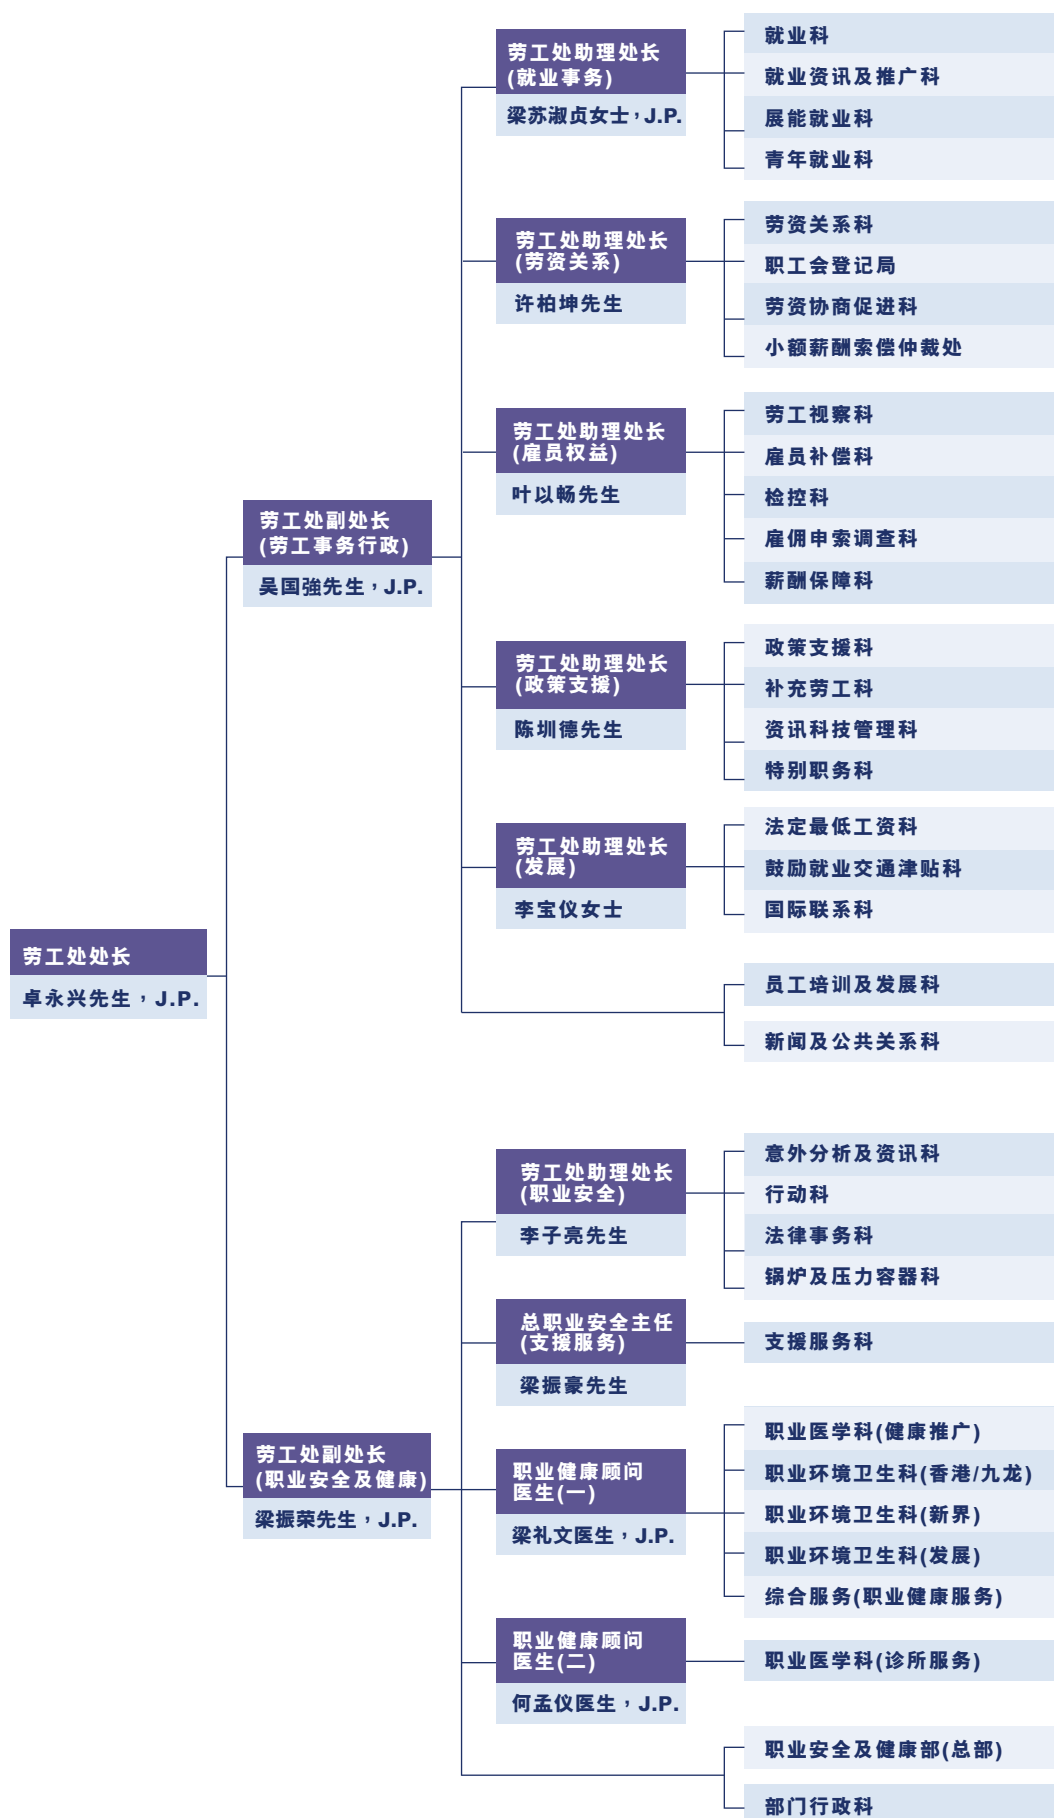 劳工处处长
卓永兴先生，J.P.
劳工处副处长
(劳工事务行政)
吴国強先生，J.P.
劳工处助理处长
(就业事务)
梁苏淑贞女士，J.P.
就业科
就业资讯及推广科
展能就业科
青年就业科
劳工处助理处长
(劳资关系)
许柏坤先生
劳资关系科
职工会登记局
劳资协商促进科
小额薪酬索偿仲裁处
劳工处助理处长
(雇员权益)
叶以畅先生
劳工视察科
雇员补偿科
检控科
雇佣申索调查科
薪酬保障科
劳工处助理处长
(政策支援)
陈圳德先生
政策支援科
补充劳工科
资讯科技管理科
特别职务科
劳工处助理处长
(发展)
李宝仪女士
法定最低工资科
鼓励就业交通津贴科
国际联系科
员工培训及发展科
新闻及公共关系科
劳工处副处长
(职业安全及健康)
梁振荣先生，J.P.
劳工处助理处长
(职业安全)
李子亮先生
意外分析及资讯科
行动科
法律事务科
锅炉及压力容器科
总职业安全主任
(支援服务)
梁振豪先生
支援服务科
职业健康顾问
医生(一)
梁礼文医生，J.P.
职业医学科(健康推广)
职业环境卫生科(香港/九龙)
职业环境卫生科(新界)
职业环境卫生科(发展)
综合服务(职业健康服务)
职业健康顾问
医生(二)
何孟仪医生，J.P.
职业医学科(诊所服务)
职业安全及健康部(总部)
部门行政科